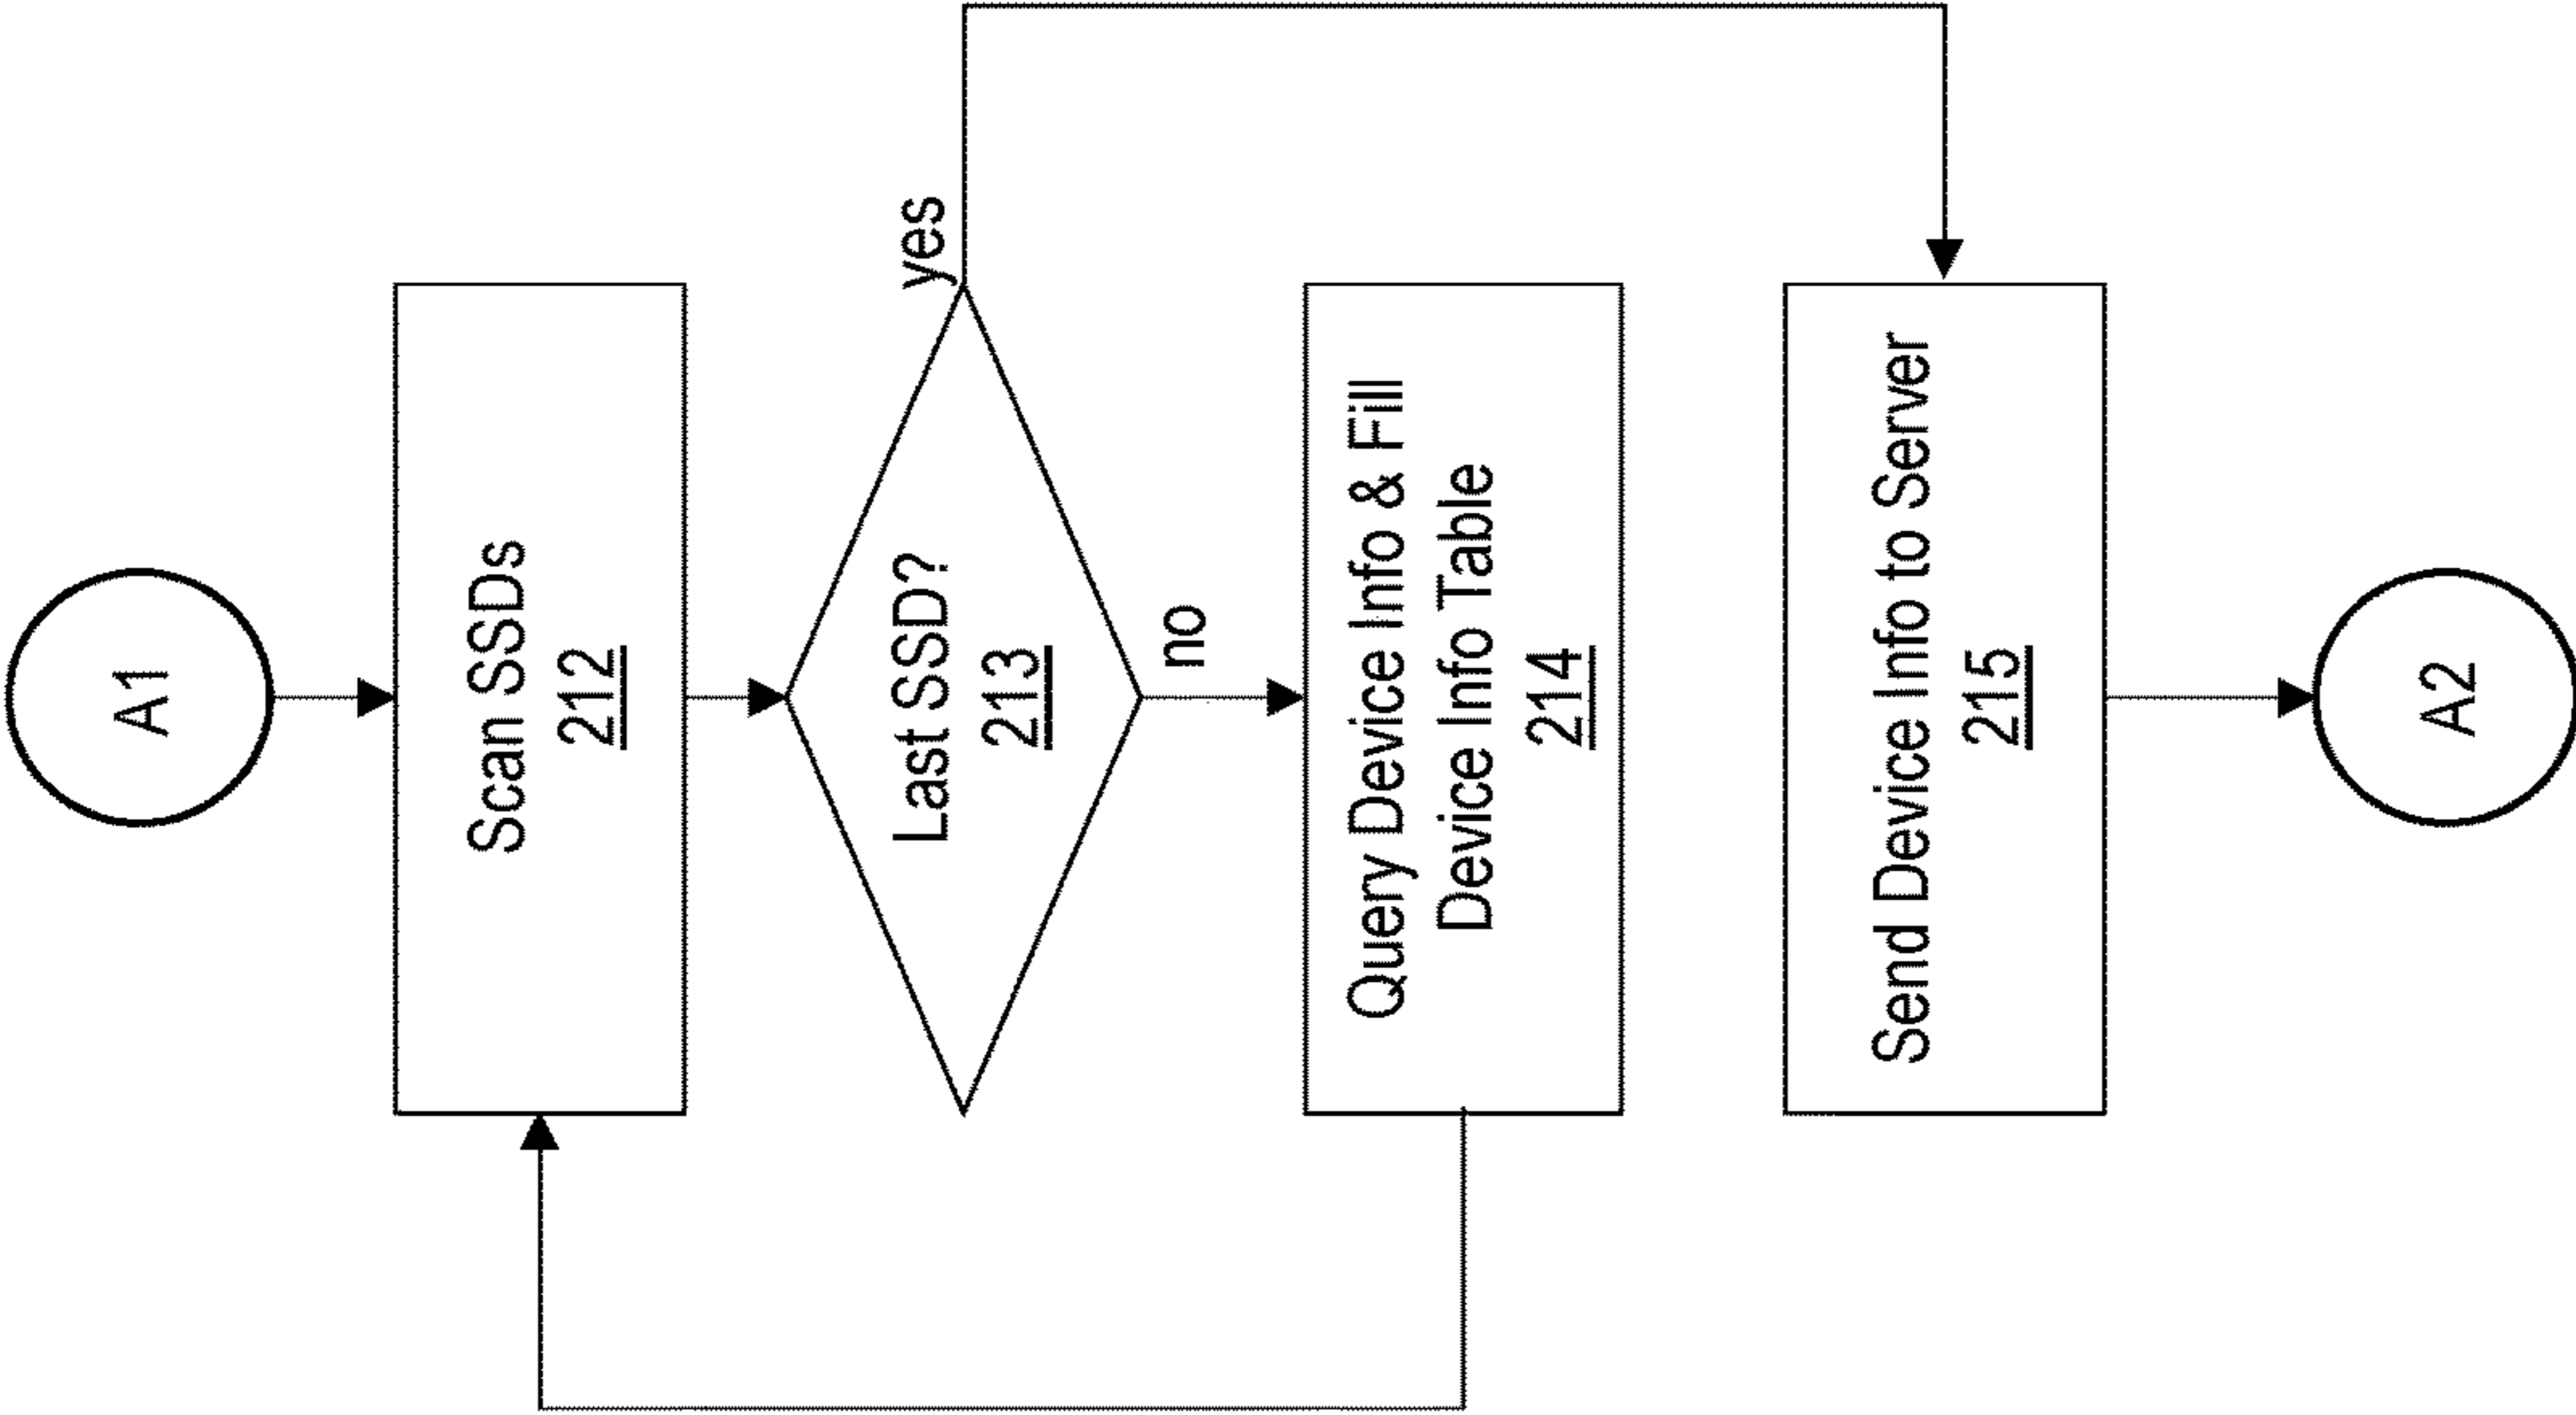 A1
Scan SSDs
212
Last SSD?
213
yes
no
Query Device Info & Fill
Device Info Table
214
Send Device Info to Server
215
A2